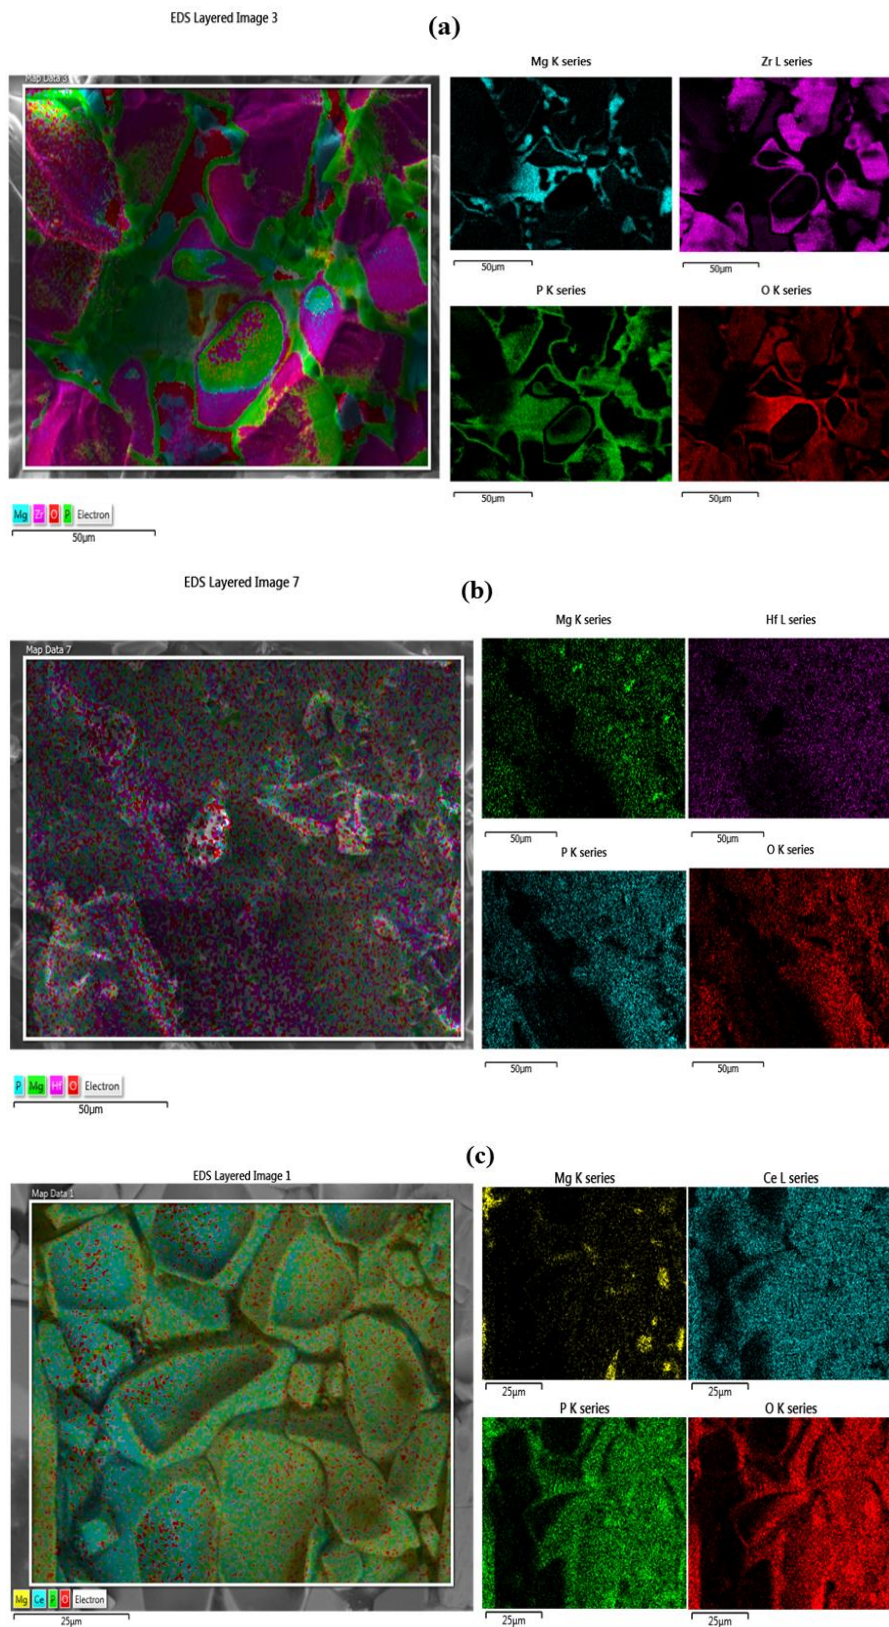 EDS Layered Image 3
(a)
Map Data 3
Mg K series
Zr L series
50µm
50µm
P K series
O K series
50µm
50µm
Mg Zr O P Electron
50µm
EDS Layered Image 7
(b)
Map Data 7
Mg K series
Hf L series
50µm
50µm
P K series
O K series
50µm
50µm
P Mg Hf O Electron
50µm
(c)
EDS Layered Image 1
Map Data 1
Mg K series
Ce L series
25µm
25µm
P K series
O K series
25µm
25µm
Mg Ce P O Electron
25µm